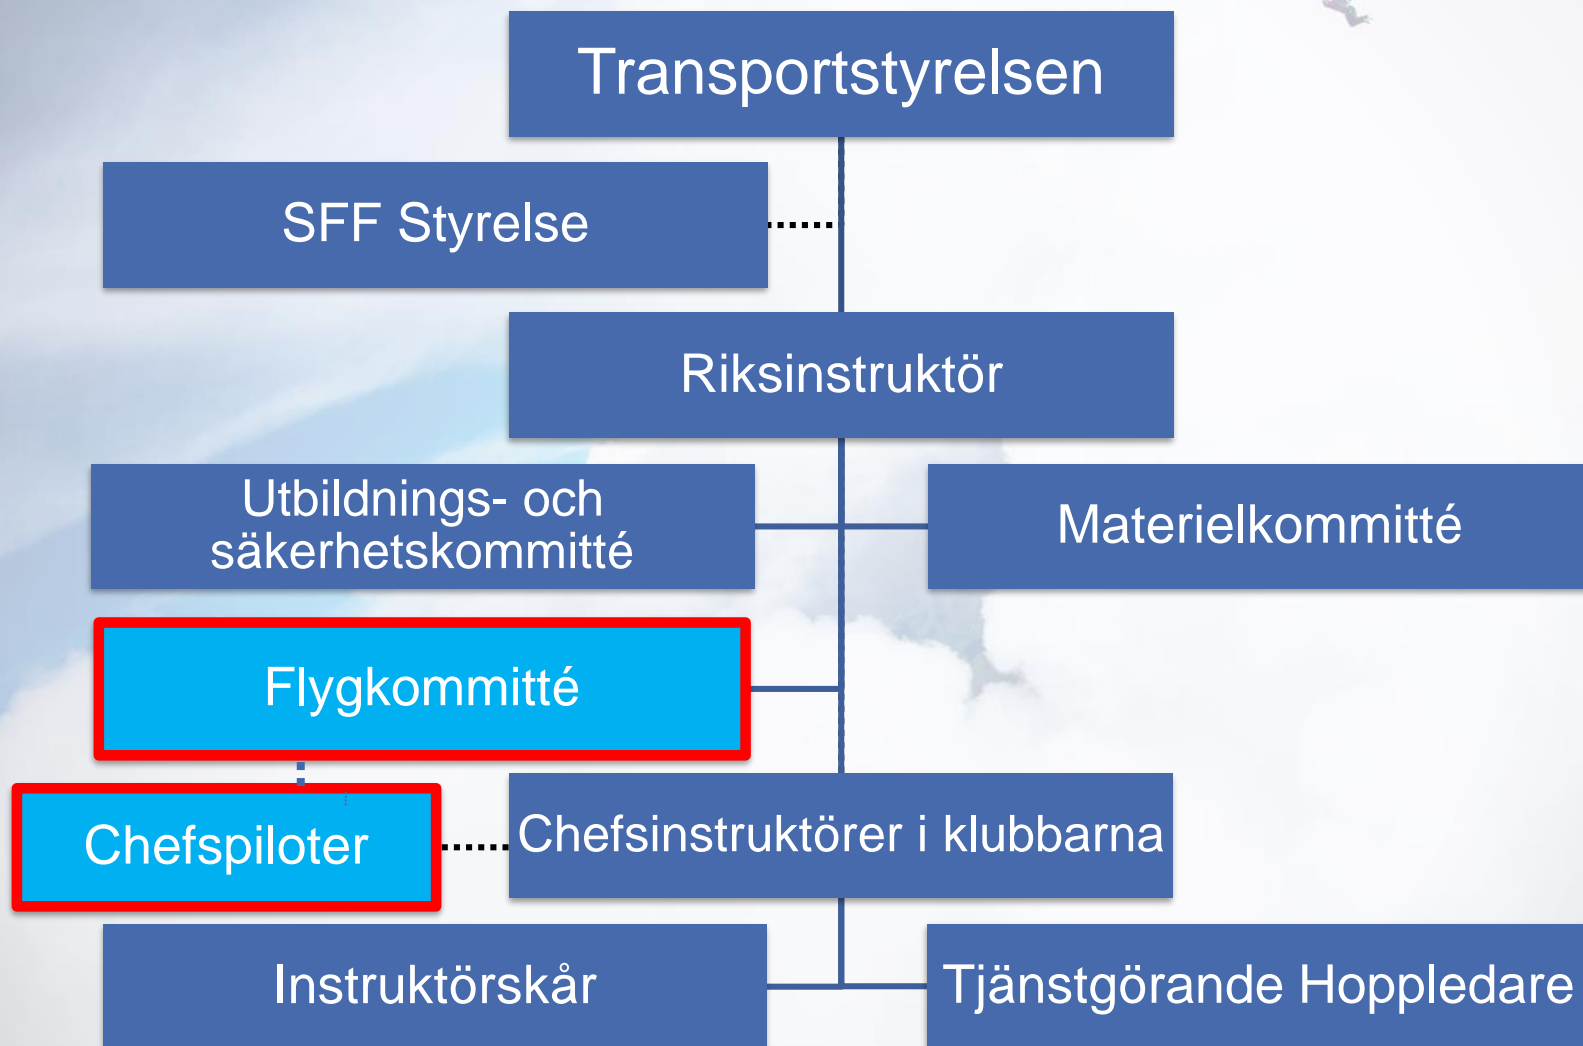 Transportstyrelsen
SFF Styrelse
Riksinstruktör
Utbildnings- och
säkerhetskommitté
Materielkommitté
Flygkommitté
Chefspiloter
Chefsinstruktörer i klubbarna
Instruktörskår
Tjänstgörande Hoppledare